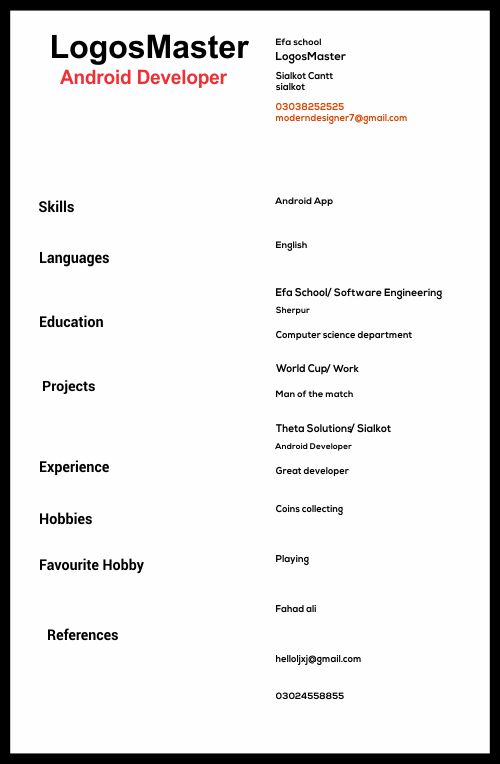 LogosMaster
Android Developer
Efa school
LogosMaster
Sialkot Cantt
sialkot
03038252525
moderndesigner7@gmail.com
Skills
Android App
Languages
English
Education
Efa School/ Software Engineering
Sherpur
Computer science department
Projects
World Cup/ Work
Man of the match
Experience
Theta Solutions/ Sialkot
Android Developer
Great developer
Hobbies
Coins collecting
Favourite Hobby
Playing
References
Fahad ali
helloljxj@gmail.com
03024558855